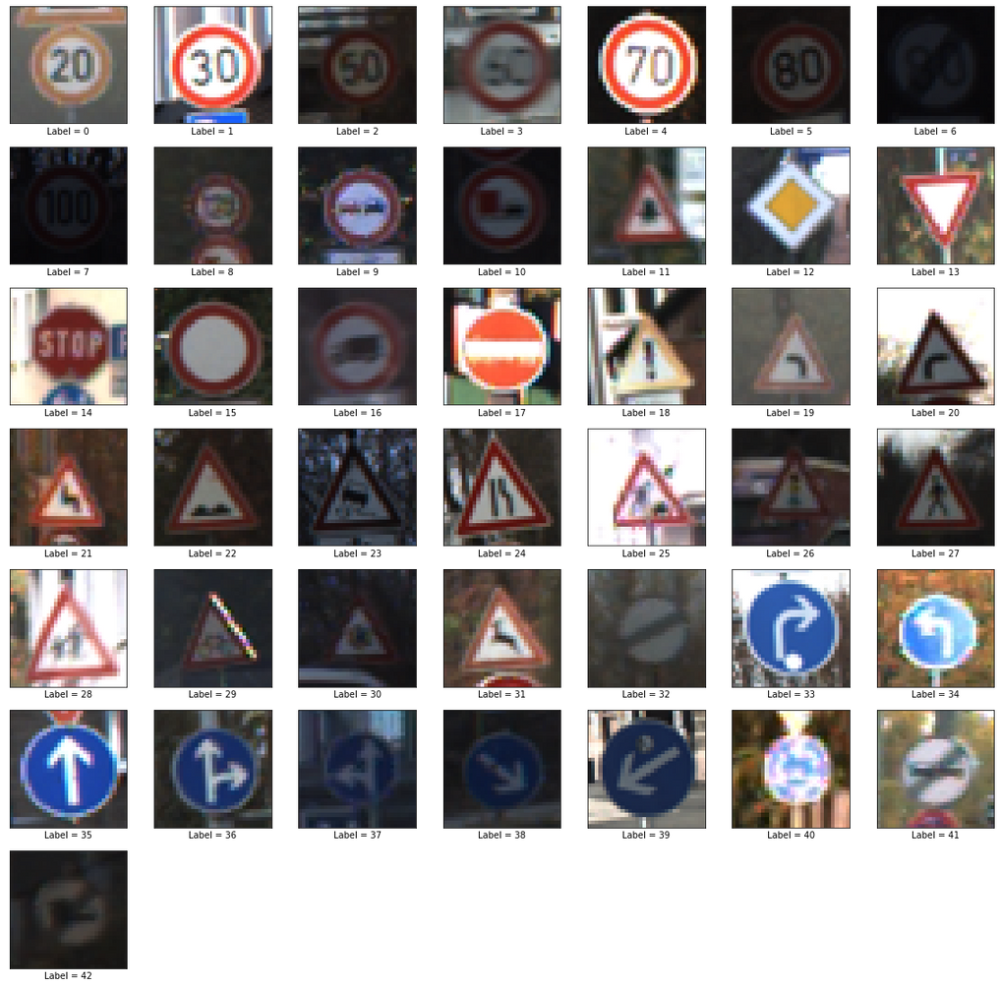 20 30 50 70 80
Label = 0 Label = 1 Label = 2 Label = 3 Label = 4 Label = 5 Label = 6
100
Label = 7 Label = 8 Label = 9 Label = 10 Label = 11 Label = 12 Label = 13
STOP
Label = 14 Label = 15 Label = 16 Label = 17 Label = 18 Label = 19 Label = 20
Label = 21 Label = 22 Label = 23 Label = 24 Label = 25 Label = 26 Label = 27
Label = 28 Label = 29 Label = 30 Label = 31 Label = 32 Label = 33 Label = 34
Label = 35 Label = 36 Label = 37 Label = 38 Label = 39 Label = 40 Label = 41
Label = 42